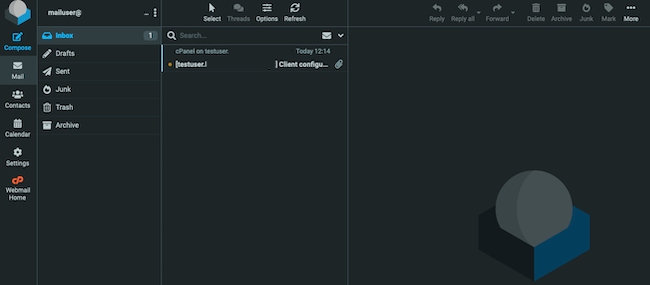 mailuser@
Compose
Mail
Contacts
Calendar
Settings
Webmail
Home
Inbox 1
Drafts
Sent
Junk
Trash
Archive
Select Threads Options Refresh
Search...
cPanel on testuser. Today 12:14
[testuser.l ] Client configu...
Reply Reply all Forward Delete Archive Junk Mark More